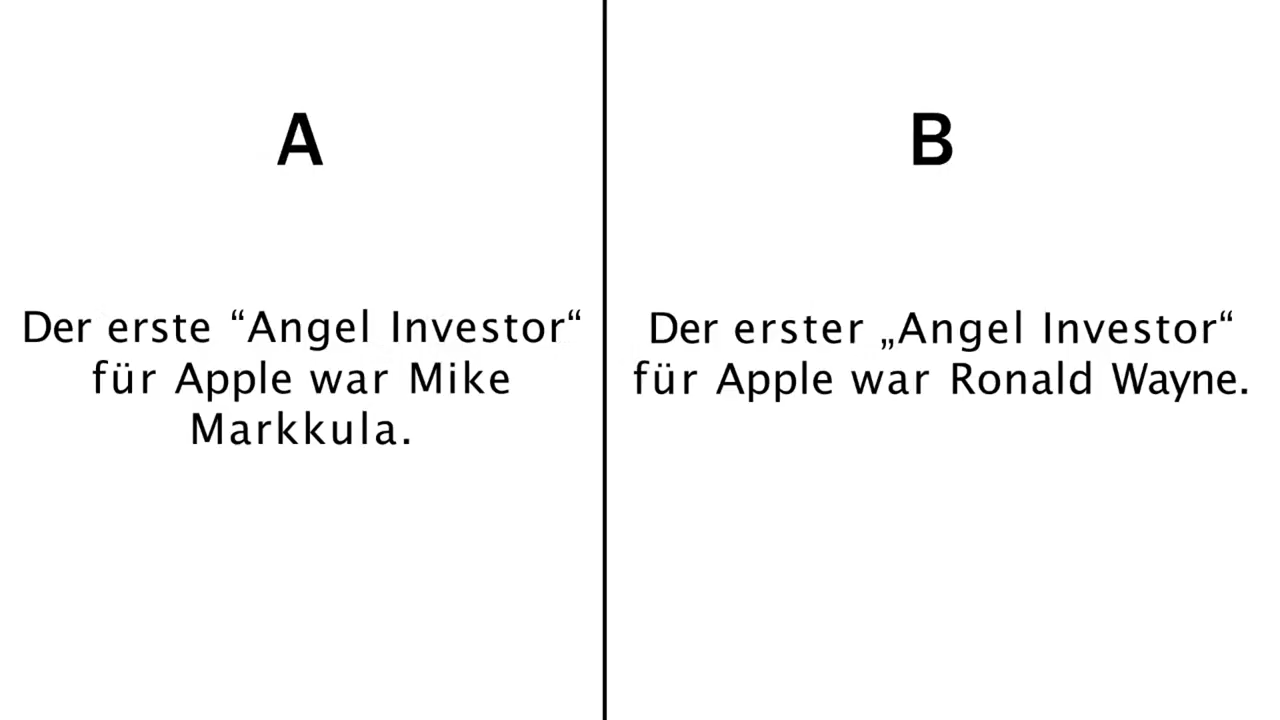 A
Der erste “Angel Investor“
für Apple war Mike
Markkula.
B
Der erster „Angel Investor“
für Apple war Ronald Wayne.